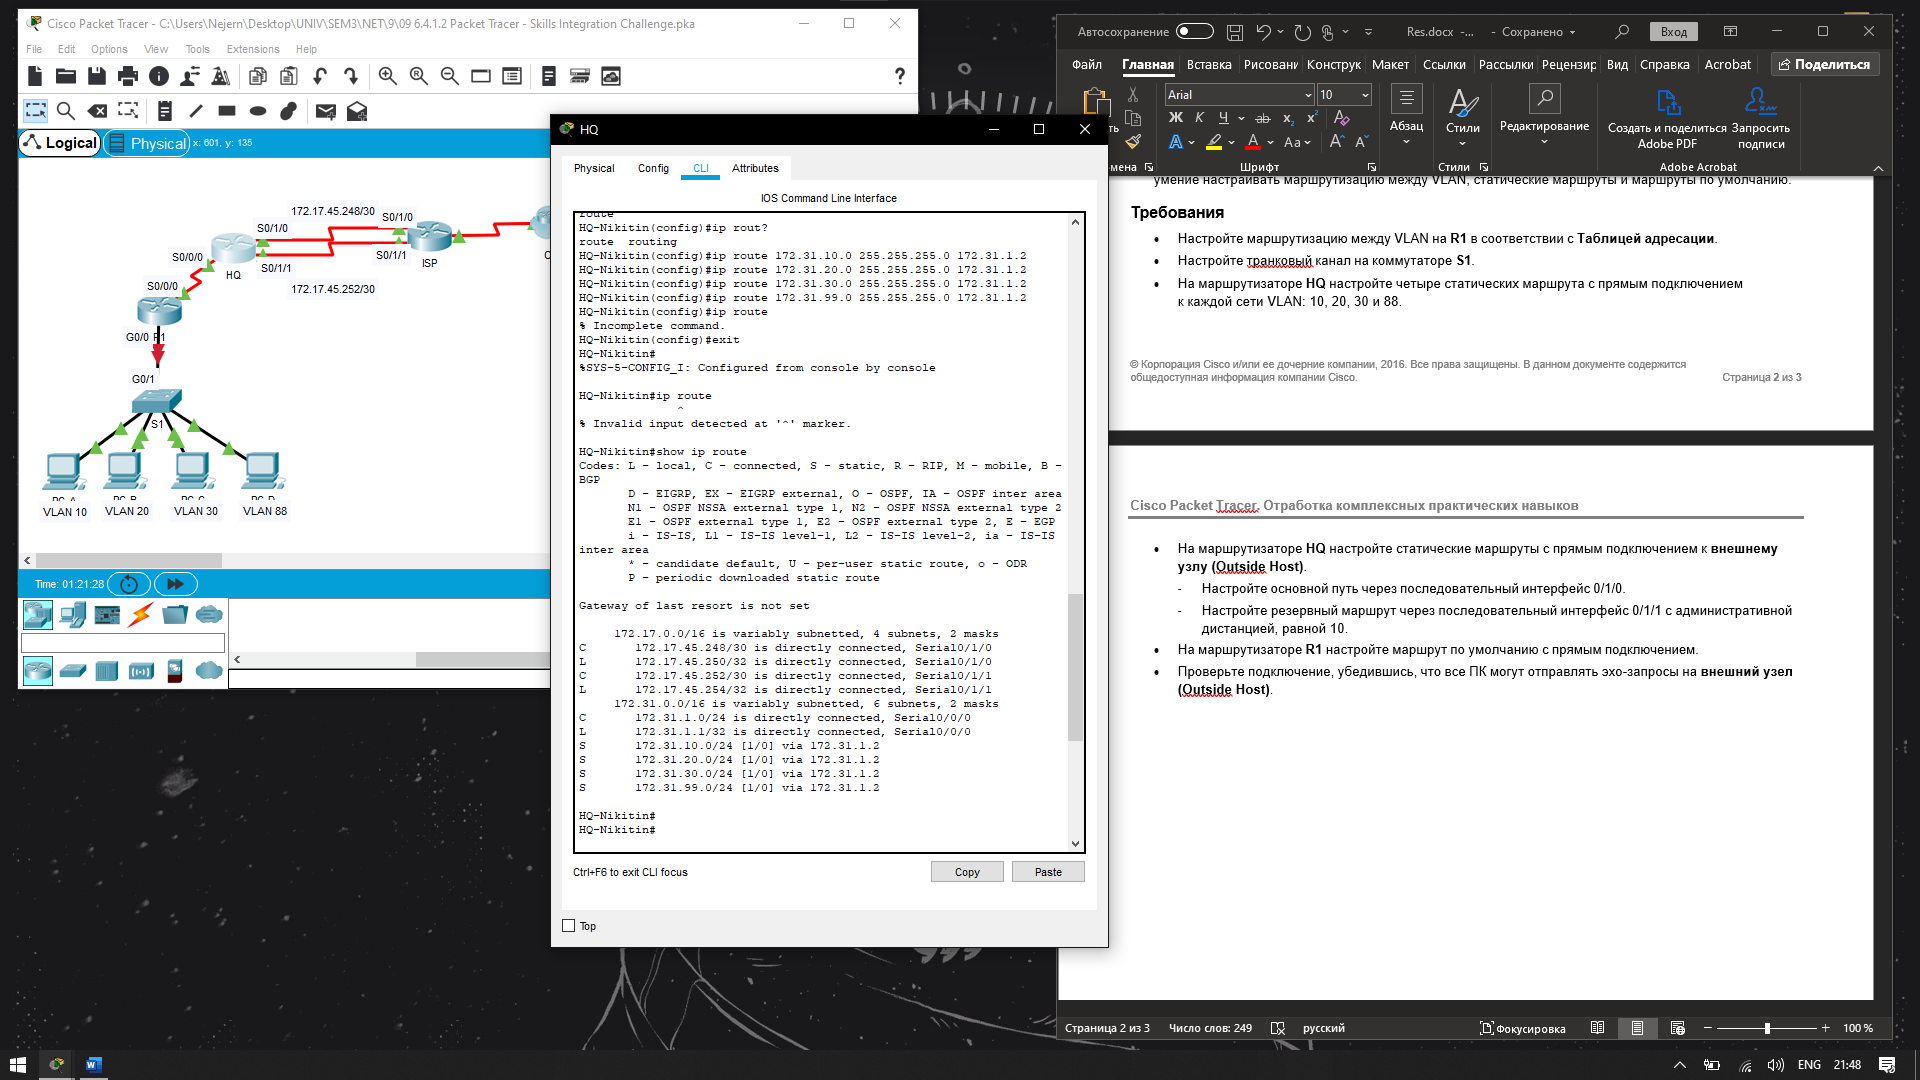 Cisco Packet Tracer - C:\Users\Nejern\Desktop\UNIV\SEM3\NET\9\09 6.4.1.2 Packet Tracer - Skills Integration Challenge.pka
File Edit Options View Tools Extensions Help
Logical
Physical
x: 601, y: 135
172.17.45.248/30
S0/1/0
S0/1/0
S0/0/0
HQ
S0/1/1
S0/1/1
ISP
S0/0/0
172.17.45.252/30
G0/0
R1
G0/1
S1
VLAN 10
VLAN 20
VLAN 30
VLAN 88
Time: 01:21:28
HQ
Physical Config CLI Attributes
IOS Command Line Interface
route
HQ-Nikitin(config)#ip rout?
route routing
HQ-Nikitin(config)#ip route 172.31.10.0 255.255.255.0 172.31.1.2
HQ-Nikitin(config)#ip route 172.31.20.0 255.255.255.0 172.31.1.2
HQ-Nikitin(config)#ip route 172.31.30.0 255.255.255.0 172.31.1.2
HQ-Nikitin(config)#ip route 172.31.99.0 255.255.255.0 172.31.1.2
HQ-Nikitin(config)#ip route
% Incomplete command.
HQ-Nikitin(config)#exit
HQ-Nikitin#
%SYS-5-CONFIG_I: Configured from console by console
HQ-Nikitin#ip route
^
% Invalid input detected at '^' marker.
HQ-Nikitin#show ip route
Codes: L - local, C - connected, S - static, R - RIP, M - mobile, B -
BGP
D - EIGRP, EX - EIGRP external, O - OSPF, IA - OSPF inter area
N1 - OSPF NSSA external type 1, N2 - OSPF NSSA external type 2
E1 - OSPF external type 1, E2 - OSPF external type 2, E - EGP
i - IS-IS, L1 - IS-IS level-1, L2 - IS-IS level-2, ia - IS-IS
inter area
* - candidate default, U - per-user static route, o - ODR
P - periodic downloaded static route
Gateway of last resort is not set
172.17.0.0/16 is variably subnetted, 4 subnets, 2 masks
C 172.17.45.248/30 is directly connected, Serial0/1/0
L 172.17.45.250/32 is directly connected, Serial0/1/0
C 172.17.45.252/30 is directly connected, Serial0/1/1
L 172.17.45.254/32 is directly connected, Serial0/1/1
172.31.0.0/16 is variably subnetted, 6 subnets, 2 masks
C 172.31.1.0/24 is directly connected, Serial0/0/0
L 172.31.1.1/32 is directly connected, Serial0/0/0
S 172.31.10.0/24 [1/0] via 172.31.1.2
S 172.31.20.0/24 [1/0] via 172.31.1.2
S 172.31.30.0/24 [1/0] via 172.31.1.2
S 172.31.99.0/24 [1/0] via 172.31.1.2
HQ-Nikitin#
HQ-Nikitin#
Ctrl+F6 to exit CLI focus
Copy
Paste
Top
Автосохранение
Res.docx -... - Сохранено
Вход
Файл Главная Вставка Рисовани Конструк Макет Ссылки Рассылки Рецензир Вид Справка Acrobat Поделиться
Arial
10
Ж К Ч ab x₂ x²
Aa
Абзац
Стили
Редактирование
Создать и поделиться Adobe PDF
Запросить подписи
мена Шрифт Стили Adobe Acrobat
умение настраивать маршрутизацию между VLAN, статические маршруты и маршруты по умолчанию.
Требования
• Настройте маршрутизацию между VLAN на R1 в соответствии с Таблицей адресации.
• Настройте транковый канал на коммутаторе S1.
• На маршрутизаторе HQ настройте четыре статических маршрута с прямым подключением
к каждой сети VLAN: 10, 20, 30 и 88.
© Корпорация Cisco и/или ее дочерние компании, 2016. Все права защищены. В данном документе содержится
общедоступная информация компании Cisco.
Страница 2 из 3
Cisco Packet Tracer. Отработка комплексных практических навыков
• На маршрутизаторе HQ настройте статические маршруты с прямым подключением к внешнему
узлу (Outside Host).
- Настройте основной путь через последовательный интерфейс 0/1/0.
- Настройте резервный маршрут через последовательный интерфейс 0/1/1 с административной
дистанцией, равной 10.
• На маршрутизаторе R1 настройте маршрут по умолчанию с прямым подключением.
• Проверьте подключение, убедившись, что все ПК могут отправлять эхо-запросы на внешний узел
(Outside Host).
Страница 2 из 3 Число слов: 249 русский Фокусировка 100 %
ENG 21:48